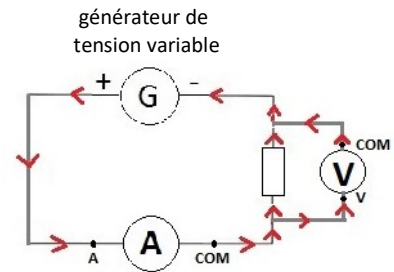 générateur de
tension variable
+ G -
COM
V
V
A
A
COM